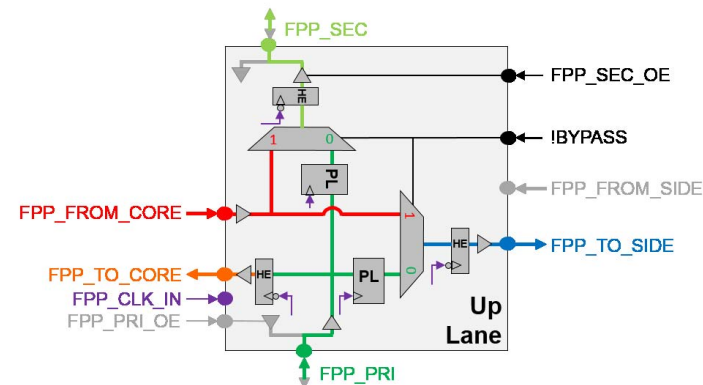 FPP_SEC
FPP_SEC_OE
HE
1 0
!BYPASS
PL
FPP_FROM_SIDE
1
FPP_FROM_CORE
HE
FPP_TO_SIDE
HE
PL
0
FPP_TO_CORE
FPP_CLK_IN
FPP_PRI_OE
Up
Lane
FPP_PRI